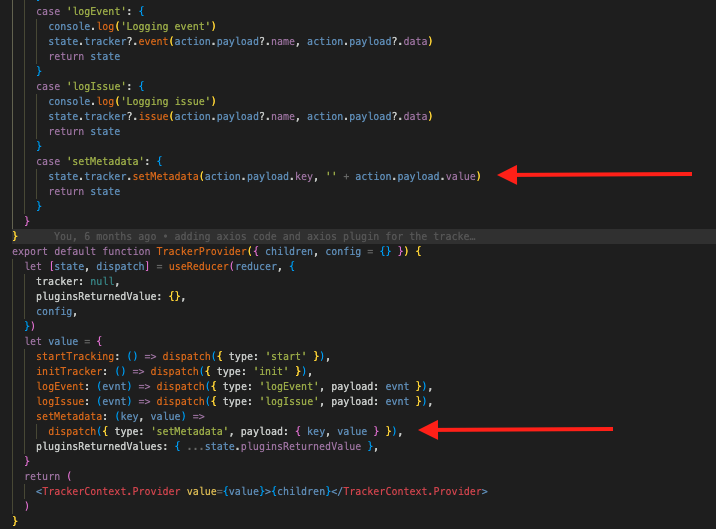 case 'logEvent': {
console.log('Logging event')
state.tracker?.event(action.payload?.name, action.payload?.data)
return state
}
case 'logIssue': {
console.log('Logging issue')
state.tracker?.issue(action.payload?.name, action.payload?.data)
return state
}
case 'setMetadata': {
state.tracker.setMetadata(action.payload.key, '' + action.payload.value)
return state
}
}
} You, 6 months ago • adding axios code and axios plugin for the tracke…
export default function TrackerProvider({ children, config = {} }) {
let [state, dispatch] = useReducer(reducer, {
tracker: null,
pluginsReturnedValue: {},
config,
})
let value = {
startTracking: () => dispatch({ type: 'start' }),
initTracker: () => dispatch({ type: 'init' }),
logEvent: (evnt) => dispatch({ type: 'logEvent', payload: evnt }),
logIssue: (evnt) => dispatch({ type: 'logIssue', payload: evnt }),
setMetadata: (key, value) =>
dispatch({ type: 'setMetadata', payload: { key, value } }),
pluginsReturnedValues: { ...state.pluginsReturnedValue },
}
return (
<TrackerContext.Provider value={value}>{children}</TrackerContext.Provider>
)
}